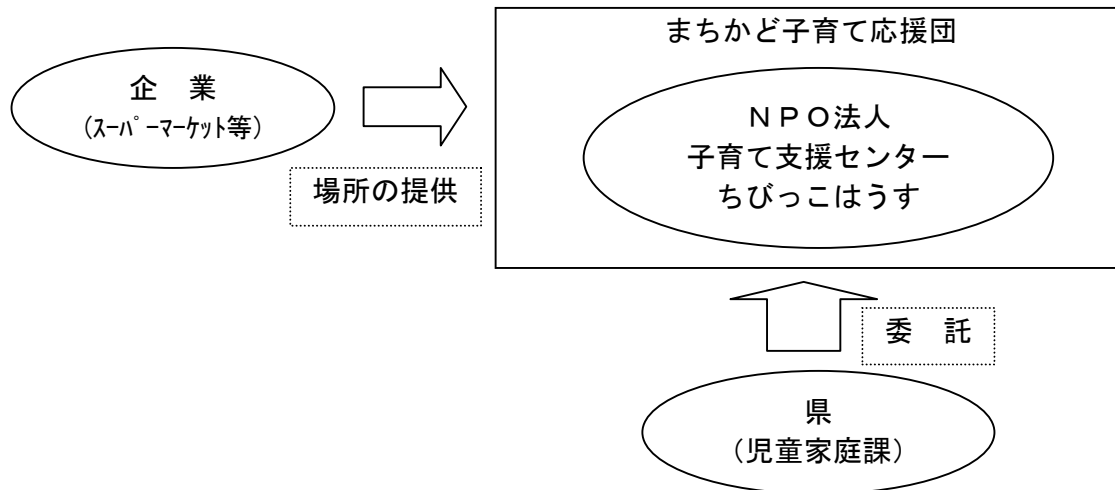 まちかど子育て応援団
企　業
（ｽｰﾊﾟｰﾏｰｹｯﾄ等）
ＮＰＯ法人
子育て支援センター
ちびっこはうす
場所の提供
委　託
県
（児童家庭課）